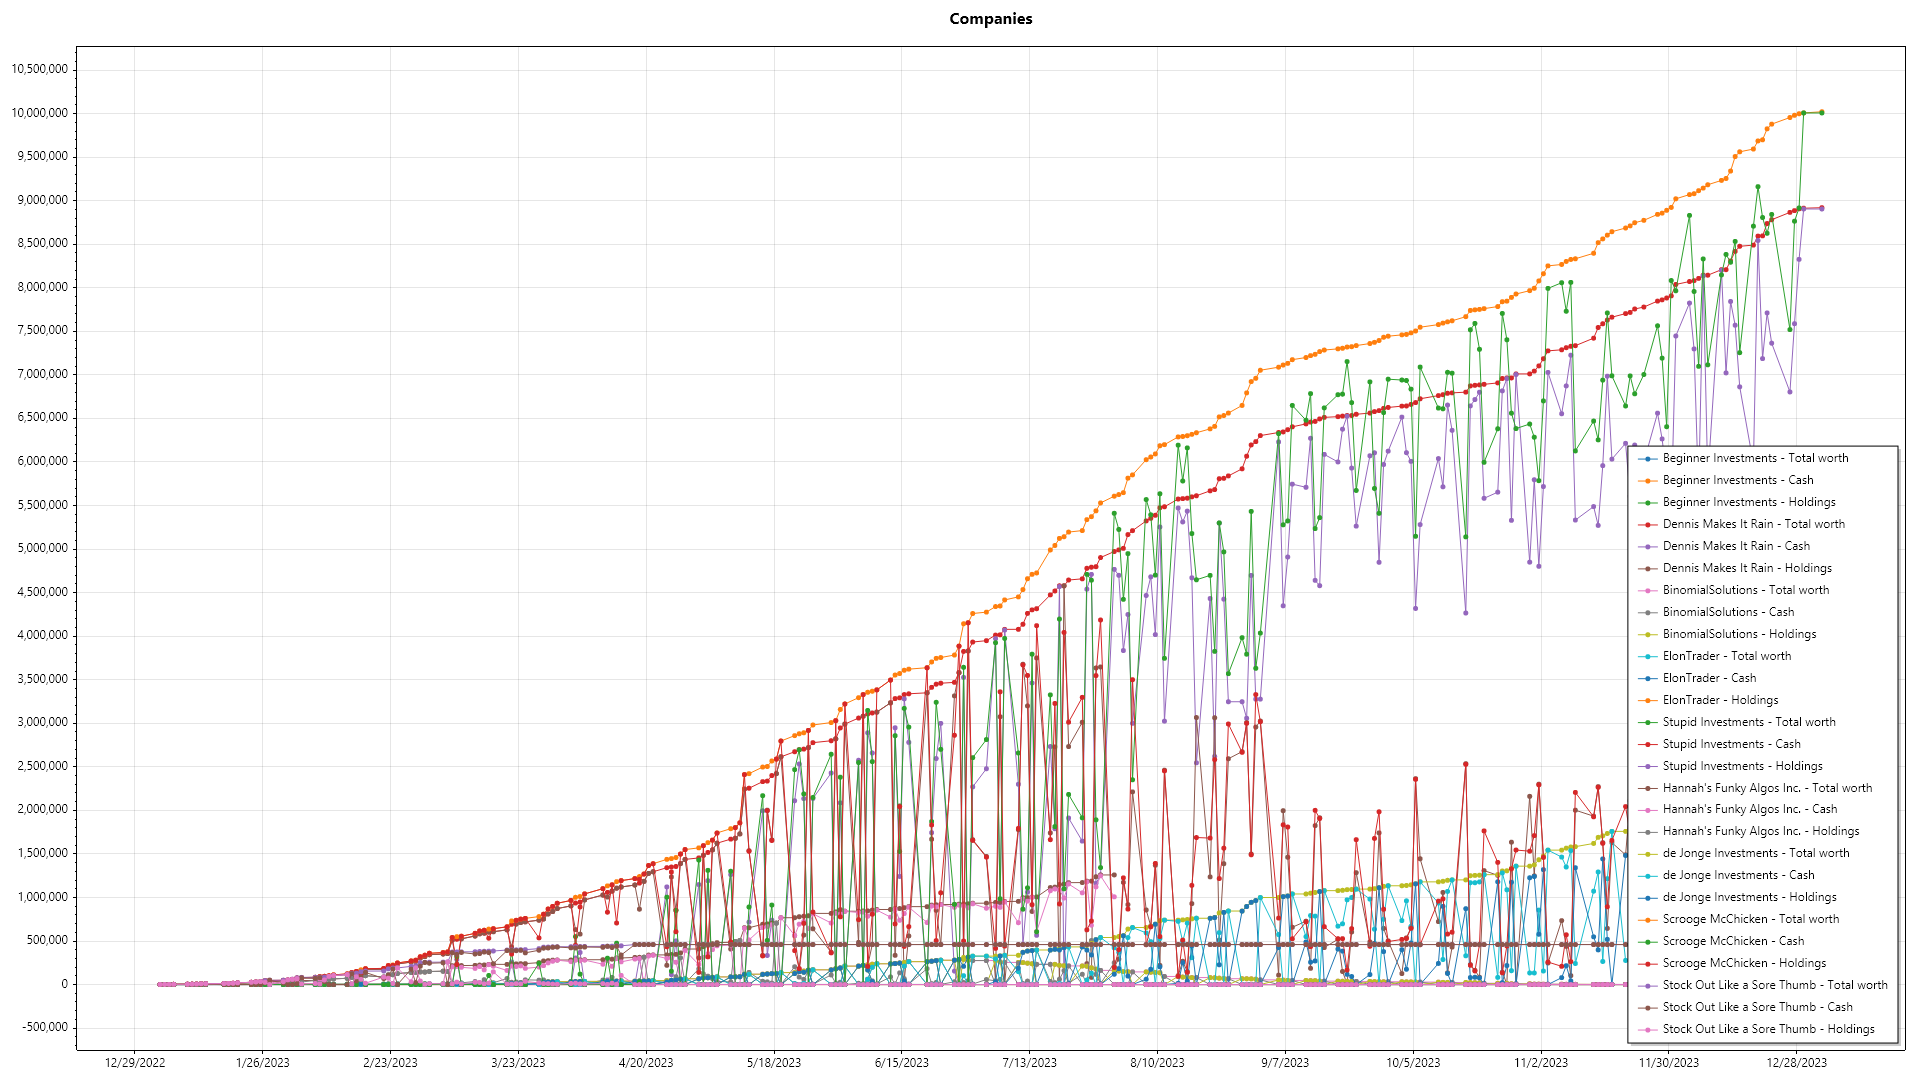 Companies
10,500,000
10,000,000
9,500,000
9,000,000
8,500,000
8,000,000
7,500,000
7,000,000
6,500,000
6,000,000
5,500,000
5,000,000
4,500,000
4,000,000
3,500,000
3,000,000
2,500,000
2,000,000
1,500,000
1,000,000
500,000
0
-500,000
Beginner Investments - Total worth
Beginner Investments - Cash
Beginner Investments - Holdings
Dennis Makes It Rain - Total worth
Dennis Makes It Rain - Cash
Dennis Makes It Rain - Holdings
BinomialSolutions - Total worth
BinomialSolutions - Cash
BinomialSolutions - Holdings
ElonTrader - Total worth
ElonTrader - Cash
ElonTrader - Holdings
Stupid Investments - Total worth
Stupid Investments - Cash
Stupid Investments - Holdings
Hannah's Funky Algos Inc. - Total worth
Hannah's Funky Algos Inc. - Cash
Hannah's Funky Algos Inc. - Holdings
de Jonge Investments - Total worth
de Jonge Investments - Cash
de Jonge Investments - Holdings
Scrooge McChicken - Total worth
Scrooge McChicken - Cash
Scrooge McChicken - Holdings
Stock Out Like a Sore Thumb - Total worth
Stock Out Like a Sore Thumb - Cash
Stock Out Like a Sore Thumb - Holdings
12/29/2022 1/26/2023 2/23/2023 3/23/2023 4/20/2023 5/18/2023 6/15/2023 7/13/2023 8/10/2023 9/7/2023 10/5/2023 11/2/2023 11/30/2023 12/28/2023